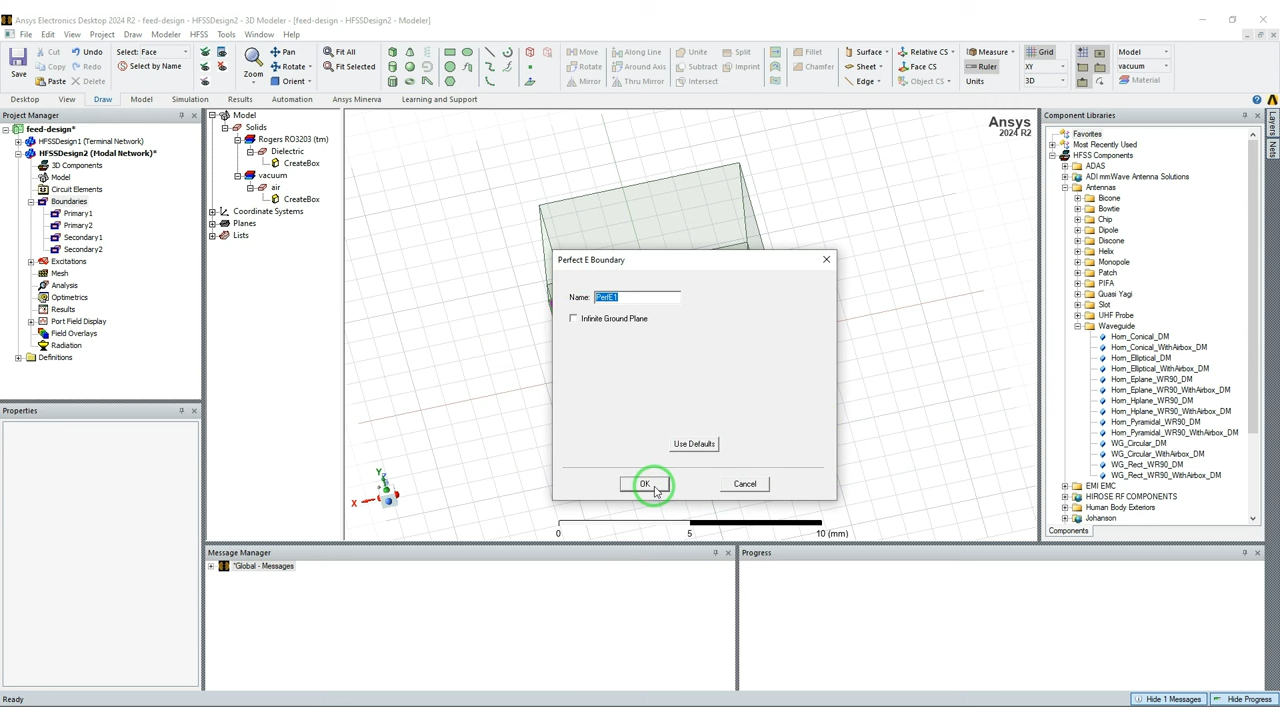 Ansys Electronics Desktop 2024 R2 - feed-design - HFSSDesign2 - 3D Modeler - [feed-design - HFSSDesign2 - Modeler]
File Edit View Project Draw Modeler HFSS Tools Window Help
Save
Cut Undo
Copy Redo
Paste Delete
Select: Face
Select by Name
Zoom
Pan
Rotate
Orient
Fit All
Fit Selected
Move Along Line
Rotate Around Axis
Mirror Thru Mirror
Unite Split
Subtract Imprint
Intersect
Fillet
Chamfer
Surface
Sheet
Edge
Relative CS
Face CS
Object CS
Measure
Ruler
Units
Grid
XY
3D
Model
vacuum
Material
Desktop View Draw Model Simulation Results Automation Ansys Minerva Learning and Support
Project Manager
feed-design*
HFSSDesign1 (Terminal Network)
HFSSDesign2 (Modal Network)*
3D Components
Model
Circuit Elements
Boundaries
Primary1
Primary2
Secondary1
Secondary2
Excitations
Mesh
Analysis
Optimetrics
Results
Port Field Display
Field Overlays
Radiation
Definitions
Properties
Model
Solids
Rogers RO3203 (tm)
Dielectric
CreateBox
vacuum
air
CreateBox
Coordinate Systems
Planes
Lists
Ansys
2024 R2
Perfect E Boundary
Name: PerfE1
Infinite Ground Plane
Use Defaults
OK Cancel
Y
X
0 5 10 (mm)
Component Libraries
Favorites
Most Recently Used
HFSS Components
ADAS
ADI mmWave Antenna Solutions
Antennas
Bicone
Bowtie
Chip
Dipole
Discone
Helix
Monopole
Patch
PIFA
Quasi Yagi
Slot
UHF Probe
Waveguide
Horn_Conical_DM
Horn_Conical_WithAirbox_DM
Horn_Elliptical_DM
Horn_Elliptical_WithAirbox_DM
Horn_Eplane_WR90_DM
Horn_Eplane_WR90_WithAirbox_DM
Horn_Hplane_WR90_DM
Horn_Hplane_WR90_WithAirbox_DM
Horn_Pyramidal_WR90_DM
Horn_Pyramidal_WR90_WithAirbox_DM
WG_Circular_DM
WG_Circular_WithAirbox_DM
WG_Rect_WR90_DM
WG_Rect_WR90_WithAirbox_DM
EMI EMC
HIROSE RF COMPONENTS
Human Body Exteriors
Johanson
Components
Layers
Nets
Message Manager
*Global - Messages
Progress
Ready
Hide 1 Messages Hide Progress